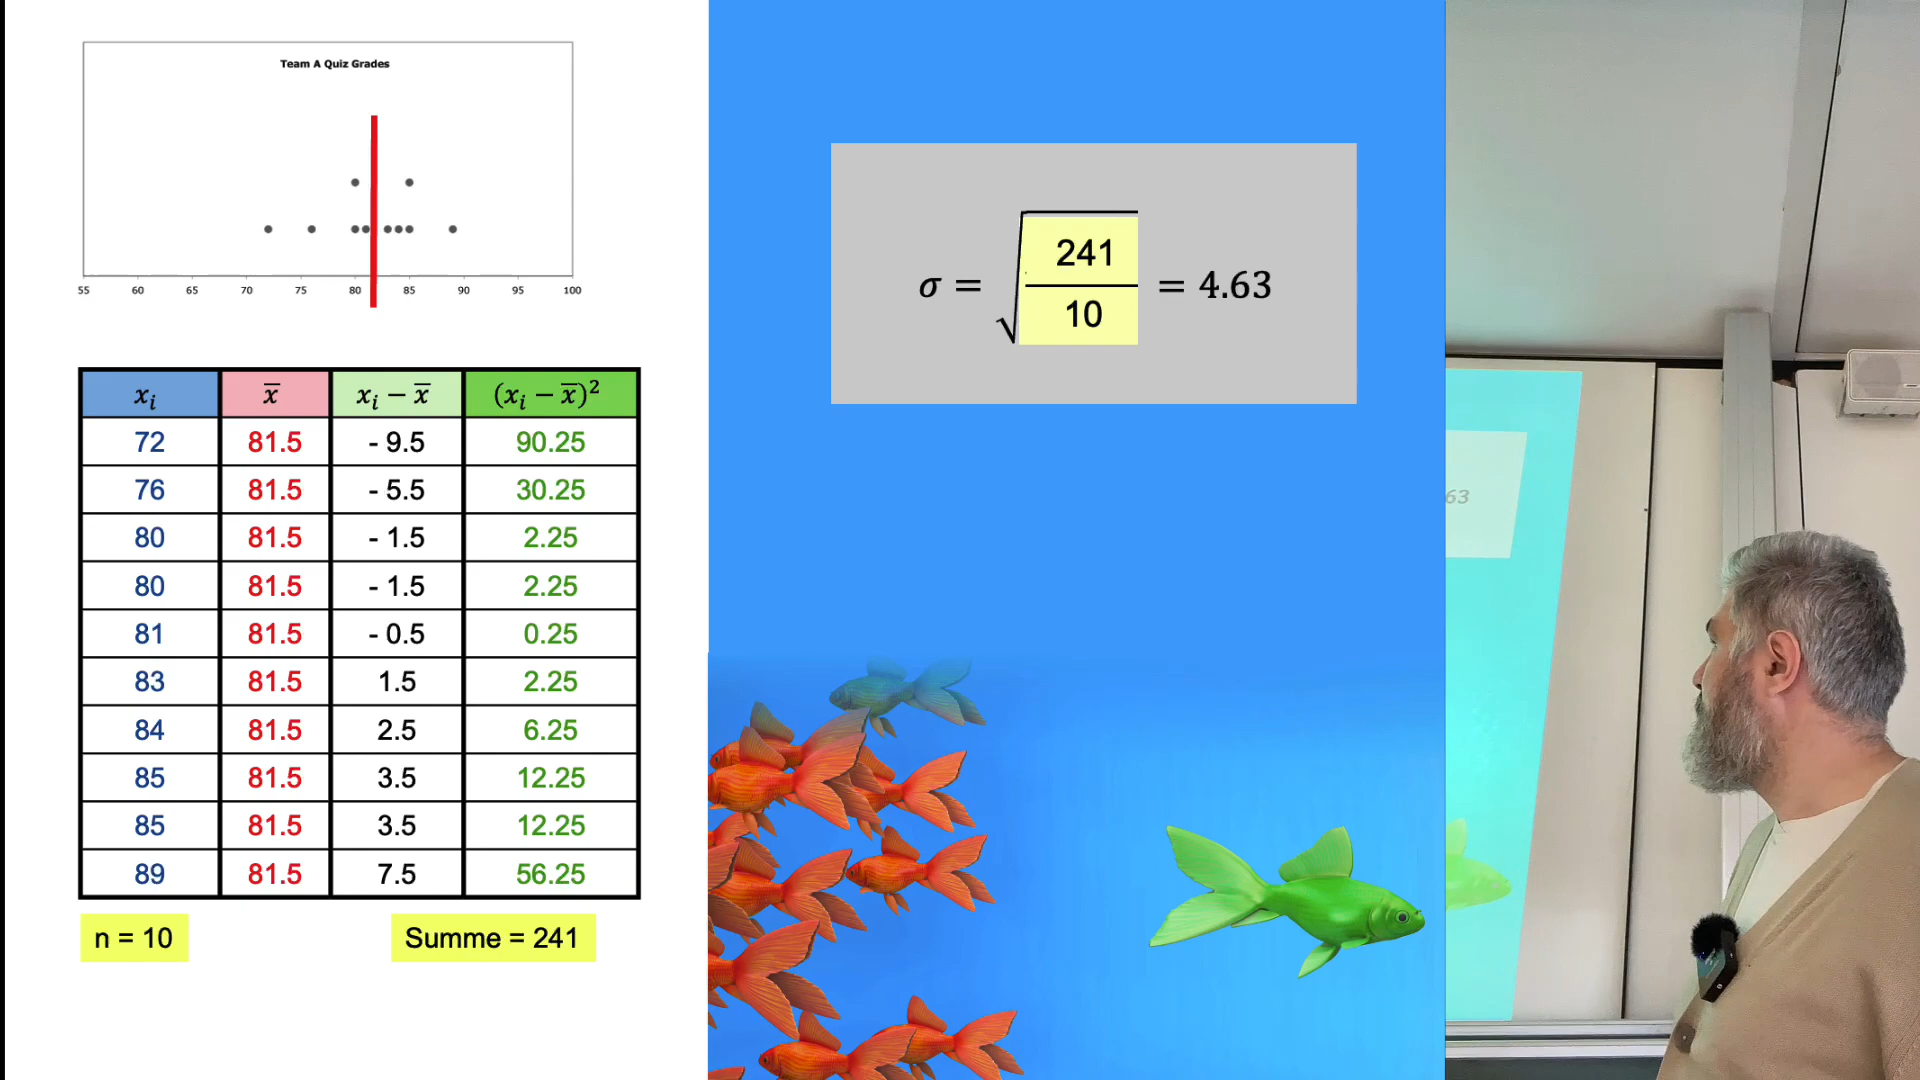 Team A Quiz Grades
55 60 65 70 75 80 85 90 95 100
xᵢ x̅ xᵢ − x̅ (xᵢ − x̅)²
72 81.5 - 9.5 90.25
76 81.5 - 5.5 30.25
80 81.5 - 1.5 2.25
80 81.5 - 1.5 2.25
81 81.5 - 0.5 0.25
83 81.5 1.5 2.25
84 81.5 2.5 6.25
85 81.5 3.5 12.25
85 81.5 3.5 12.25
89 81.5 7.5 56.25
n = 10 Summe = 241
241
σ = √ = 4.63
10
63